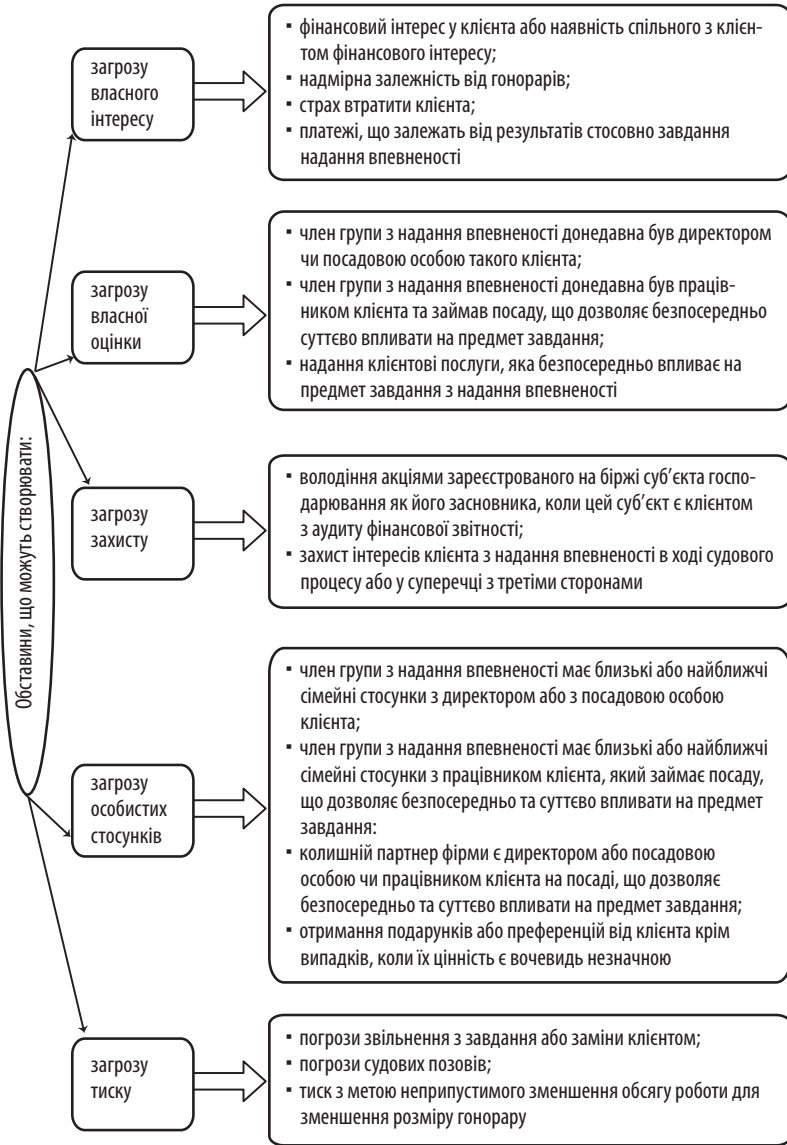 Обставини, що можуть створювати:
загрозу
власного
інтересу
▪ фінансовий інтерес у клієнта або наявність спільного з клієн-
том фінансового інтересу;
▪ надмірна залежність від гонорарів;
▪ страх втратити клієнта;
▪ платежі, що залежать від результатів стосовно завдання
надання впевненості
загрозу
власної
оцінки
▪ член групи з надання впевненості донедавна був директором
чи посадовою особою такого клієнта;
▪ член групи з надання впевненості донедавна був праців-
ником клієнта та займав посаду, що дозволяє безпосередньо
суттєво впливати на предмет завдання;
▪ надання клієнтові послуги, яка безпосередньо впливає на
предмет завдання з надання впевненості
загрозу
захисту
▪ володіння акціями зареєстрованого на біржі суб’єкта госпо-
дарювання як його засновника, коли цей суб’єкт є клієнтом
з аудиту фінансової звітності;
▪ захист інтересів клієнта з надання впевненості в ході судового
процесу або у суперечці з третіми сторонами
загрозу
особистих
стосунків
▪ член групи з надання впевненості має близькі або найближчі
сімейні стосунки з директором або з посадовою особою
клієнта;
▪ член групи з надання впевненості має близькі або найближчі
сімейні стосунки з працівником клієнта, який займає посаду,
що дозволяє безпосередньо та суттєво впливати на предмет
завдання:
▪ колишній партнер фірми є директором або посадовою
особою чи працівником клієнта на посаді, що дозволяє
безпосередньо та суттєво впливати на предмет завдання;
▪ отримання подарунків або преференцій від клієнта крім
випадків, коли їх цінність є вочевидь незначною
загрозу
тиску
▪ погрози звільнення з завдання або заміни клієнтом;
▪ погрози судових позовів;
▪ тиск з метою неприпустимого зменшення обсягу роботи для
зменшення розміру гонорару